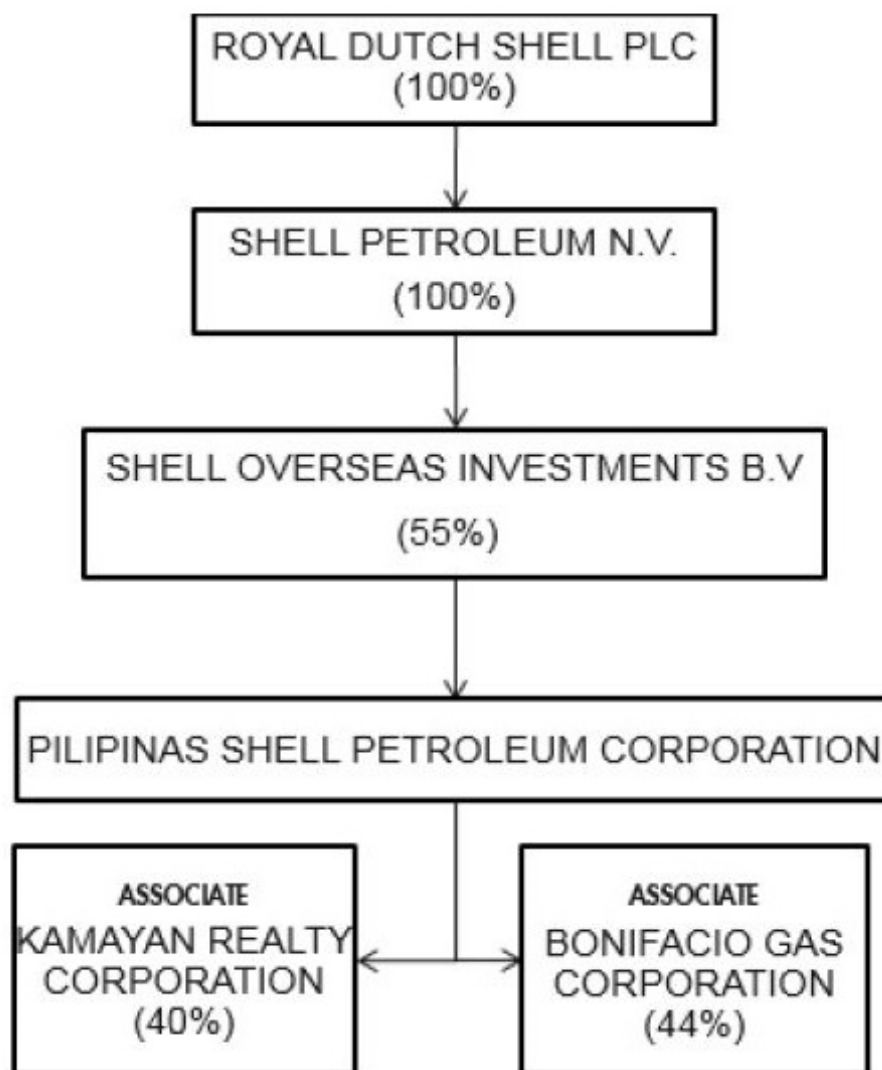 ROYAL DUTCH SHELL PLC
(100%)
SHELL PETROLEUM N.V.
(100%)
SHELL OVERSEAS INVESTMENTS B.V
(55%)
PILIPINAS SHELL PETROLEUM CORPORATION
ASSOCIATE
KAMAYAN REALTY
CORPORATION
(40%)
ASSOCIATE
BONIFACIO GAS
CORPORATION
(44%)